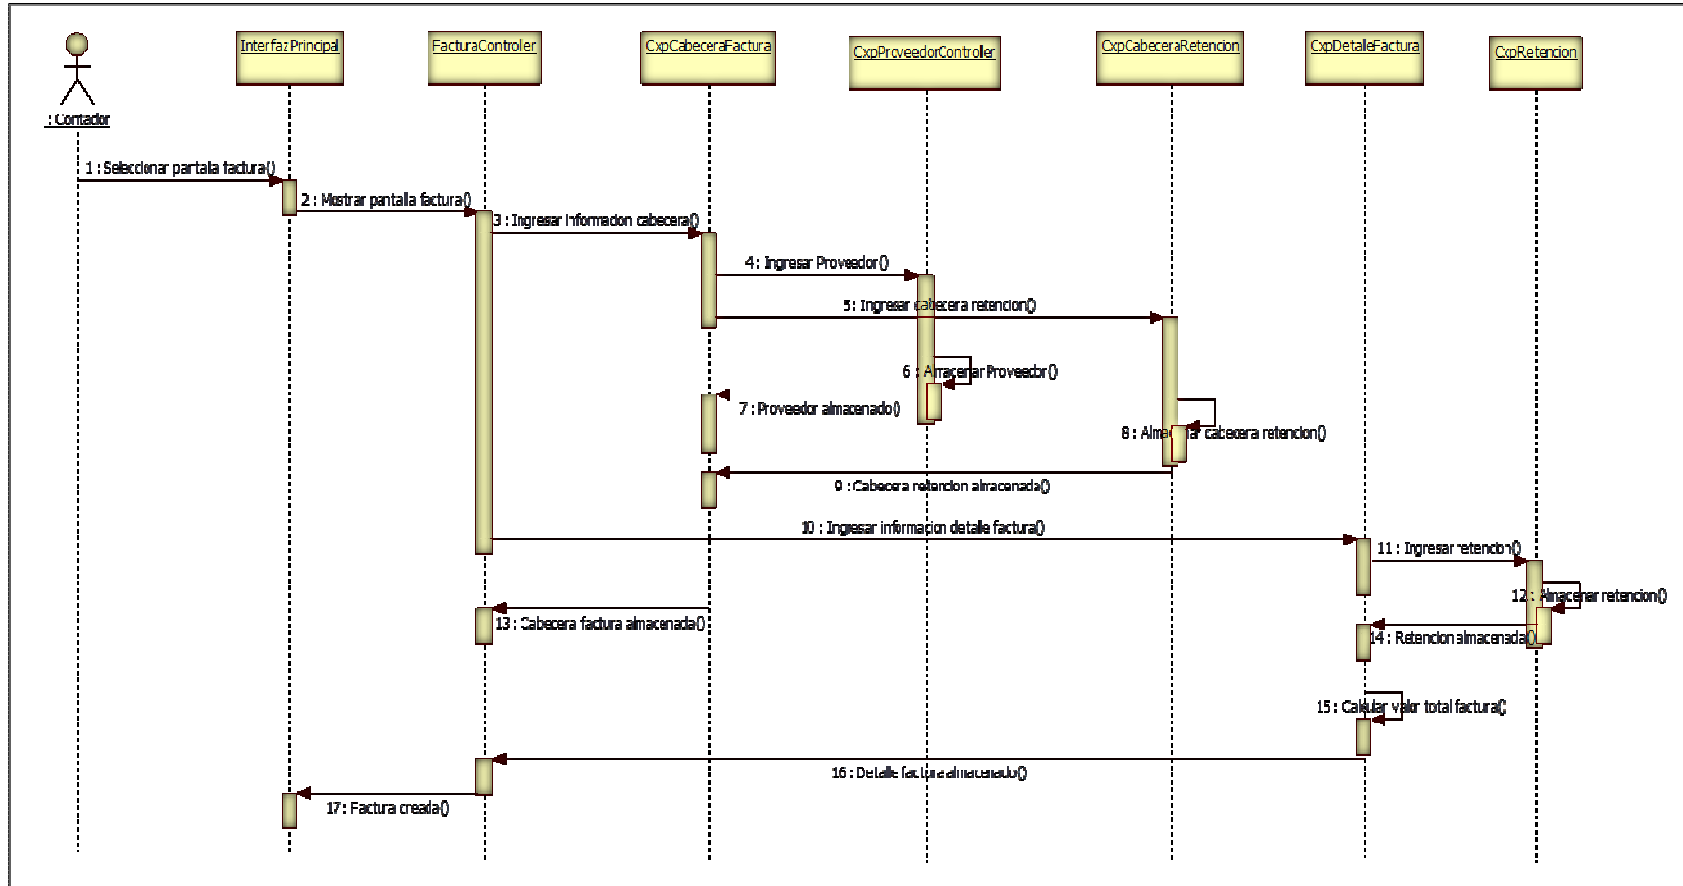 InterfazPrincipal
FacturaControler
CxpCabeceraFactura
CxpProveedorControler
CxpCabeceraRetencion
CxpDetalleFactura
CxpRetencion
: Contador
1 : Seleccionar pantalla factura()
2 : Mostrar pantalla factura()
3 : Ingresar informacion cabecera()
4 : Ingresar Proveedor()
5 : Ingresar cabecera retencion()
6 : Almacenar Proveedor()
7 : Proveedor almacenado()
8 : Almacenar cabecera retencion()
9 : Cabecera retencion almacenada()
10 : Ingresar informacion detalle factura()
11 : Ingresar retencion()
12 : Almacenar retencion()
13 : Cabecera factura almacenada()
14 : Retencion almacenada()
15 : Calcular valor total factura()
16 : Detalle factura almacenado()
17 : Factura creada()